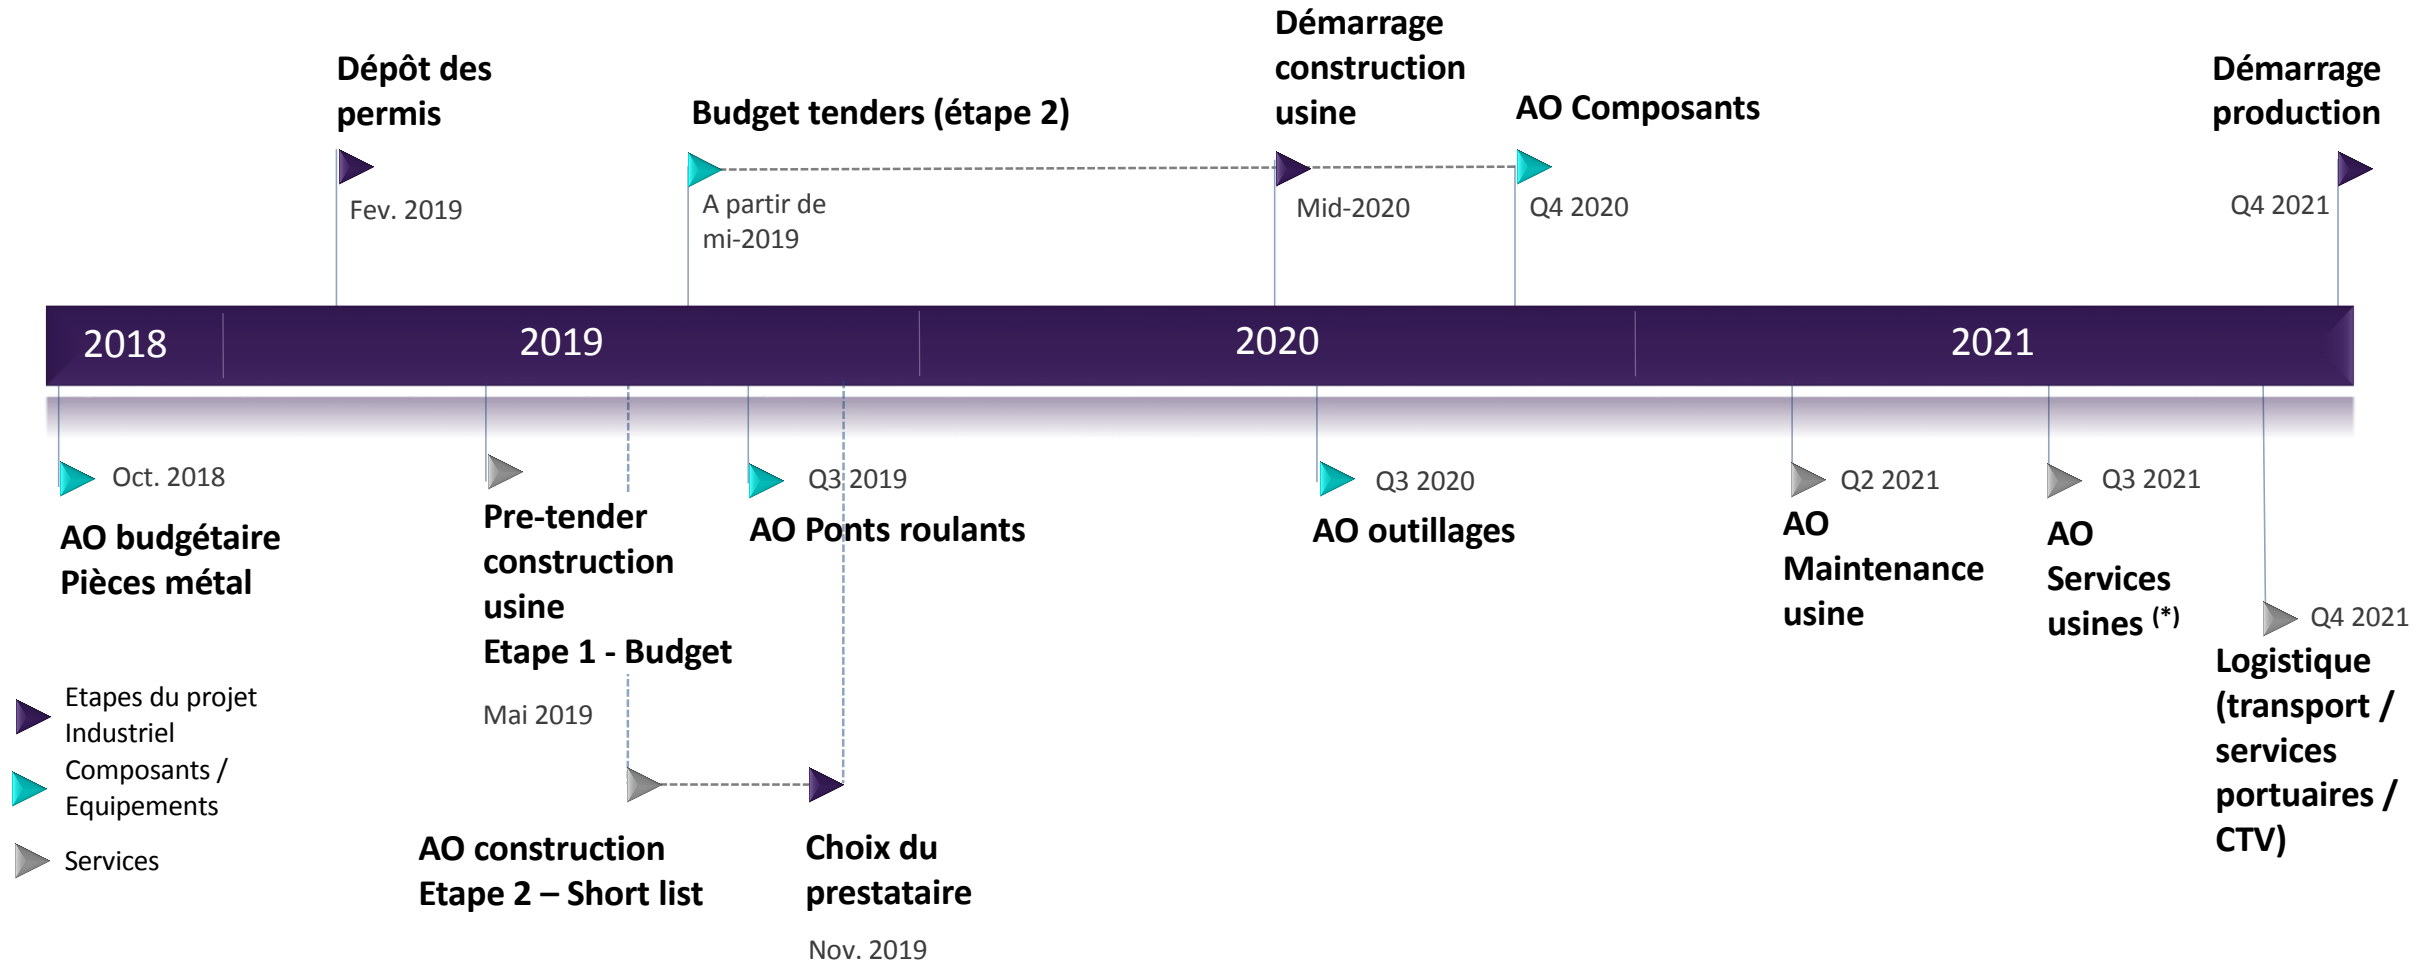 Dépôt des
permis
Fev. 2019
Budget tenders (étape 2)
A partir de
mi-2019
Démarrage
construction
usine
Mid-2020
AO Composants
Q4 2020
Démarrage
production
Q4 2021
2018
2019
2020
2021
Oct. 2018
AO budgétaire
Pièces métal
Pre-tender
construction
usine
Etape 1 - Budget
Mai 2019
Q3 2019
AO Ponts roulants
Q3 2020
AO outillages
Q2 2021
AO
Maintenance
usine
Q3 2021
AO
Services
usines (*)
Q4 2021
Logistique
(transport /
services
portuaires /
CTV)
Etapes du projet
Industriel
Composants /
Equipements
Services
AO construction
Etape 2 – Short list
Choix du
prestataire
Nov. 2019